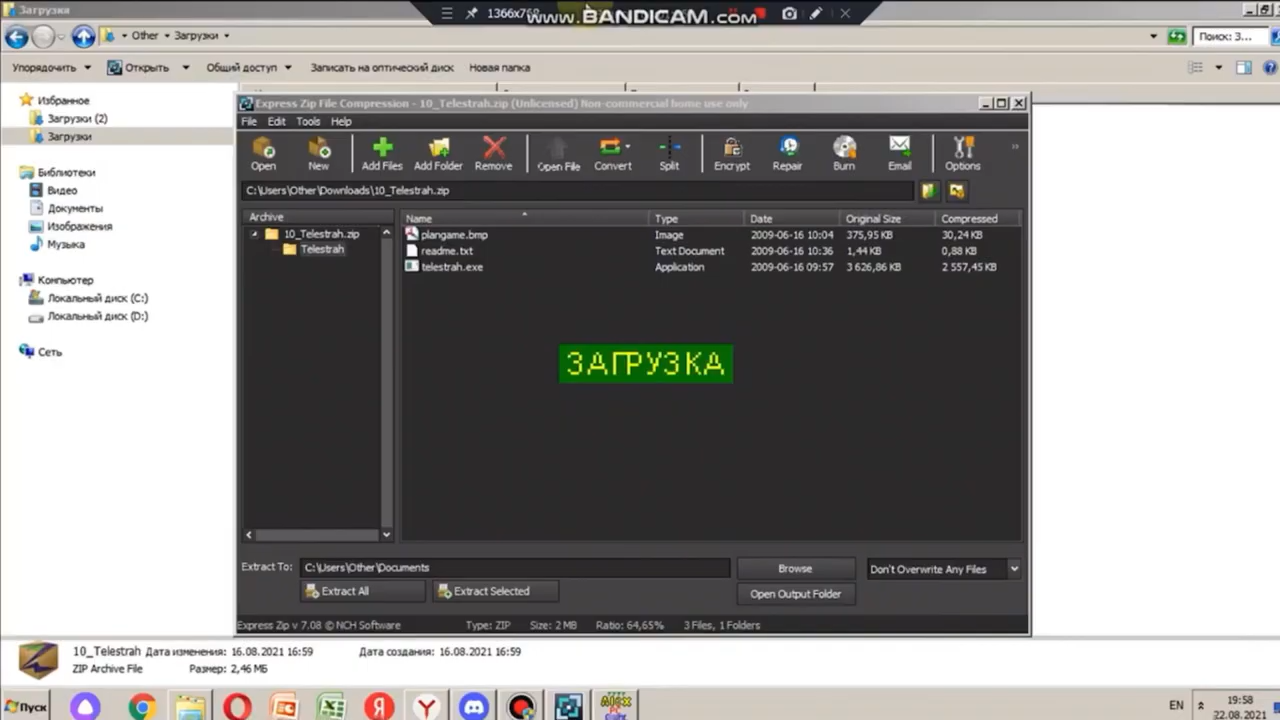 Загрузки
1366x768
www.BANDICAM.com
Other Загрузки
Поиск: З...
Упорядочить Открыть Общий доступ Записать на оптический диск Новая папка
Избранное
Загрузки (2)
Загрузки
Библиотеки
Видео
Документы
Изображения
Музыка
Компьютер
Локальный диск (C:)
Локальный диск (D:)
Сеть
Express Zip File Compression - 10_Telestrah.zip (Unlicensed) Non-commercial home use only
File Edit Tools Help
Open New Add Files Add Folder Remove Open File Convert Split Encrypt Repair Burn Email Options
C:\Users\Other\Downloads\10_Telestrah.zip
Archive
10_Telestrah.zip
Telestrah
Name Type Date Original Size Compressed
plangame.bmp Image 2009-06-16 10:04 375,95 KB 30,24 KB
readme.txt Text Document 2009-06-16 10:36 1,44 KB 0,88 KB
telestrah.exe Application 2009-06-16 09:57 3 626,86 KB 2 557,45 KB
ЗАГРУЗКА
Extract To: C:\Users\Other\Documents Browse Don't Overwrite Any Files
Extract All Extract Selected Open Output Folder
Express Zip v 7.08 © NCH Software Type: ZIP Size: 2 MB Ratio: 64,65% 3 Files, 1 Folders
10_Telestrah Дата изменения: 16.08.2021 16:59 Дата создания: 16.08.2021 16:59
ZIP Archive File Размер: 2,46 МБ
Пуск
EN
19:58
22.08.2021